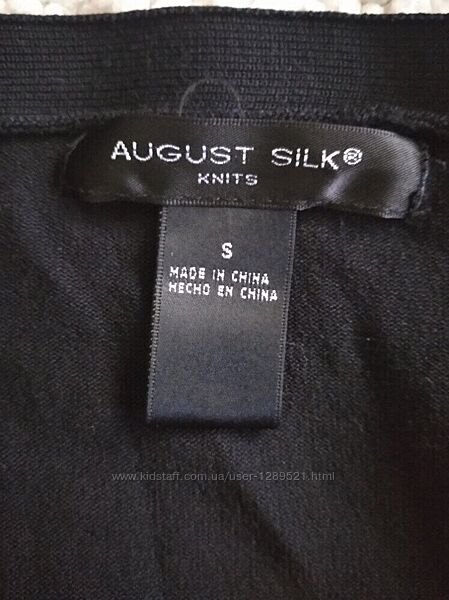 AUGUST SILK®
KNITS
S
MADE IN CHINA
HECHO EN CHINA
www.kidstaff.com.ua/user-1289521.html